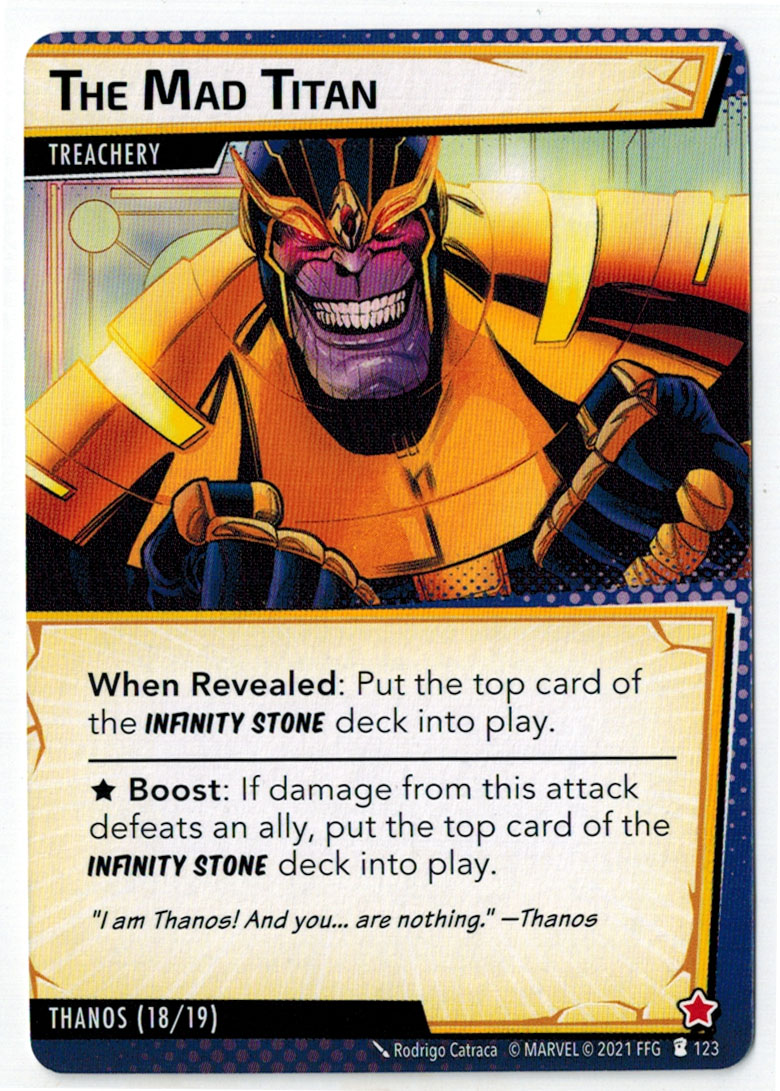 THE MAD TITAN
TREACHERY
When Revealed: Put the top card of
the INFINITY STONE deck into play.
★ Boost: If damage from this attack
defeats an ally, put the top card of the
INFINITY STONE deck into play.
"I am Thanos! And you... are nothing." —Thanos
THANOS (18/19)
Rodrigo Catraca © MARVEL © 2021 FFG 123